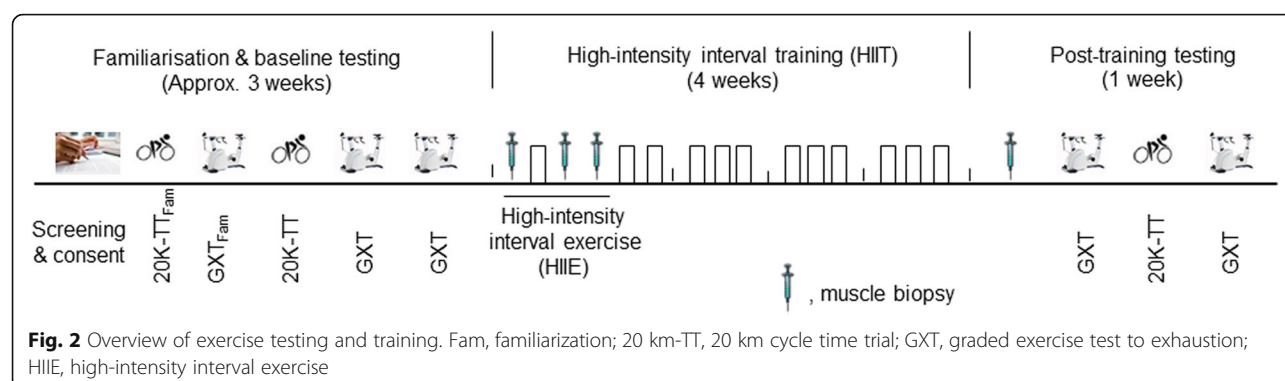 Familiarisation & baseline testing
(Approx. 3 weeks)
High-intensity interval training (HIIT)
(4 weeks)
Post-training testing
(1 week)
Screening
& consent
20K-TTFam
GXTFam
20K-TT
GXT
GXT
High-intensity
interval exercise
(HIIE)
, muscle biopsy
GXT
20K-TT
GXT
Fig. 2 Overview of exercise testing and training. Fam, familiarization; 20 km-TT, 20 km cycle time trial; GXT, graded exercise test to exhaustion;
HIIE, high-intensity interval exercise